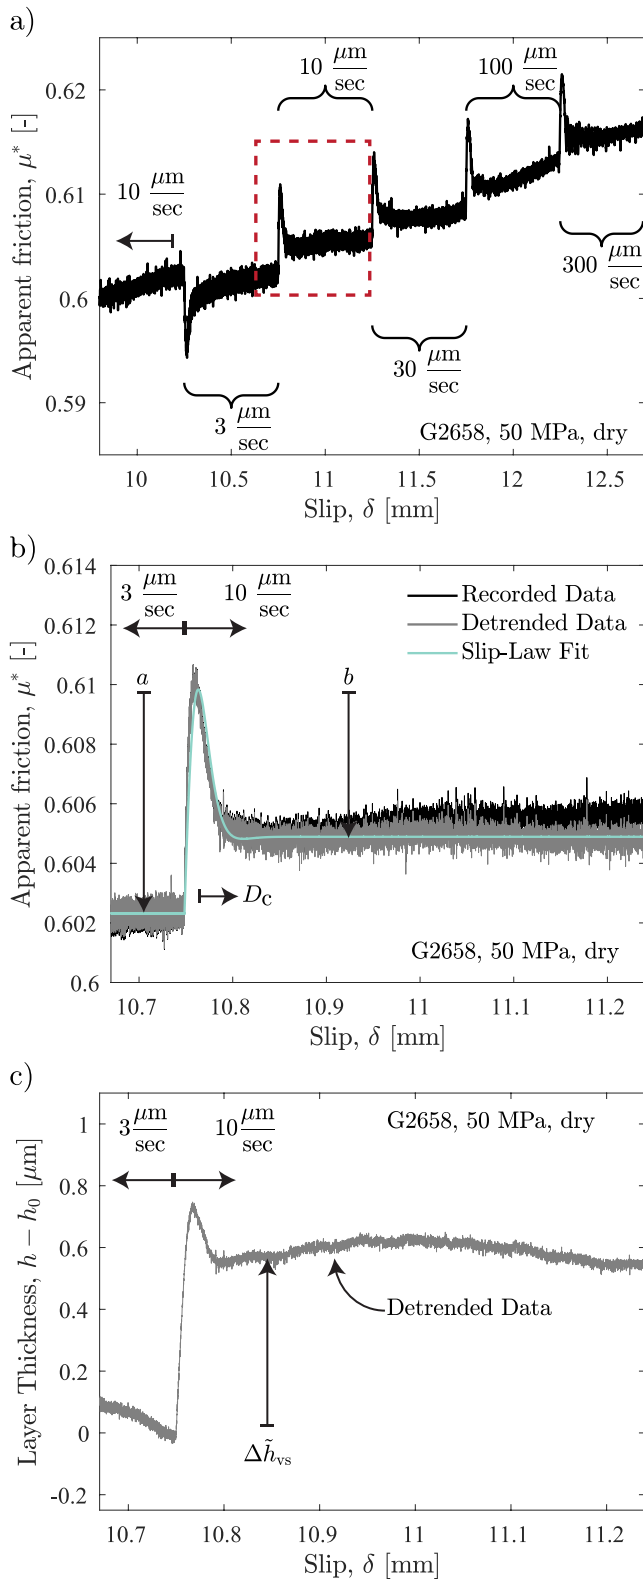 a)
Apparent friction, μ* [-]
0.62
0.61
0.6
0.59
10 μm/sec
3 μm/sec
10 μm/sec
30 μm/sec
100 μm/sec
300 μm/sec
G2658, 50 MPa, dry
10 10.5 11 11.5 12 12.5
Slip, δ [mm]
b)
Apparent friction, μ* [-]
0.614
0.612
0.61
0.608
0.606
0.604
0.602
0.6
3 μm/sec 10 μm/sec
Recorded Data
Detrended Data
Slip-Law Fit
a
b
D_c
G2658, 50 MPa, dry
10.7 10.8 10.9 11 11.1 11.2
Slip, δ [mm]
c)
Layer Thickness, h − h₀ [μm]
1
0.8
0.6
0.4
0.2
0
-0.2
G2658, 50 MPa, dry
3 μm/sec 10 μm/sec
Detrended Data
Δh̃_vs
10.7 10.8 10.9 11 11.1 11.2
Slip, δ [mm]